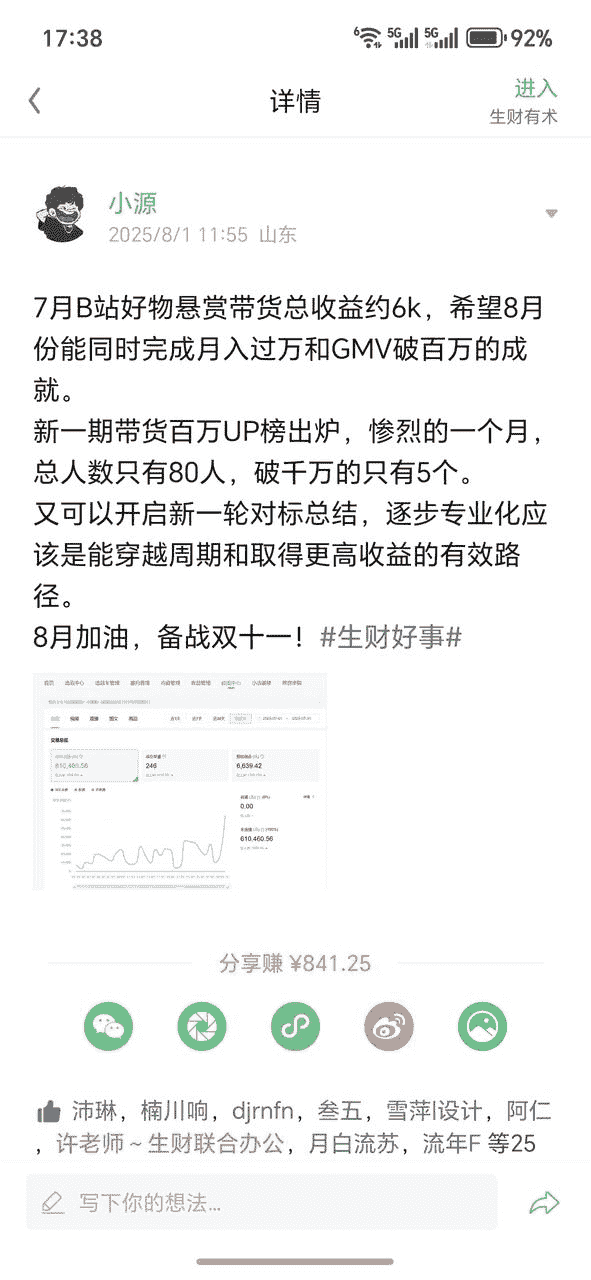 17:38
6 5G 5G 92%
详情
进入
生财有术
小源
2025/8/1 11:55 山东
7月B站好物悬赏带货总收益约6k，希望8月
份能同时完成月入过万和GMV破百万的成
就。
新一期带货百万UP榜出炉，惨烈的一个月，
总人数只有80人，破千万的只有5个。
又可以开启新一轮对标总结，逐步专业化应
该是能穿越周期和取得更高收益的有效路
径。
8月加油，备战双十一！#生财好事#
610,460.56
246
6,639.42
0.00
610,460.56
分享赚 ¥841.25
沛琳，楠川响，djrnfn，叁五，雪萍l设计，阿仁
，许老师～生财联合办公，月白流苏，流年F 等25
写下你的想法...